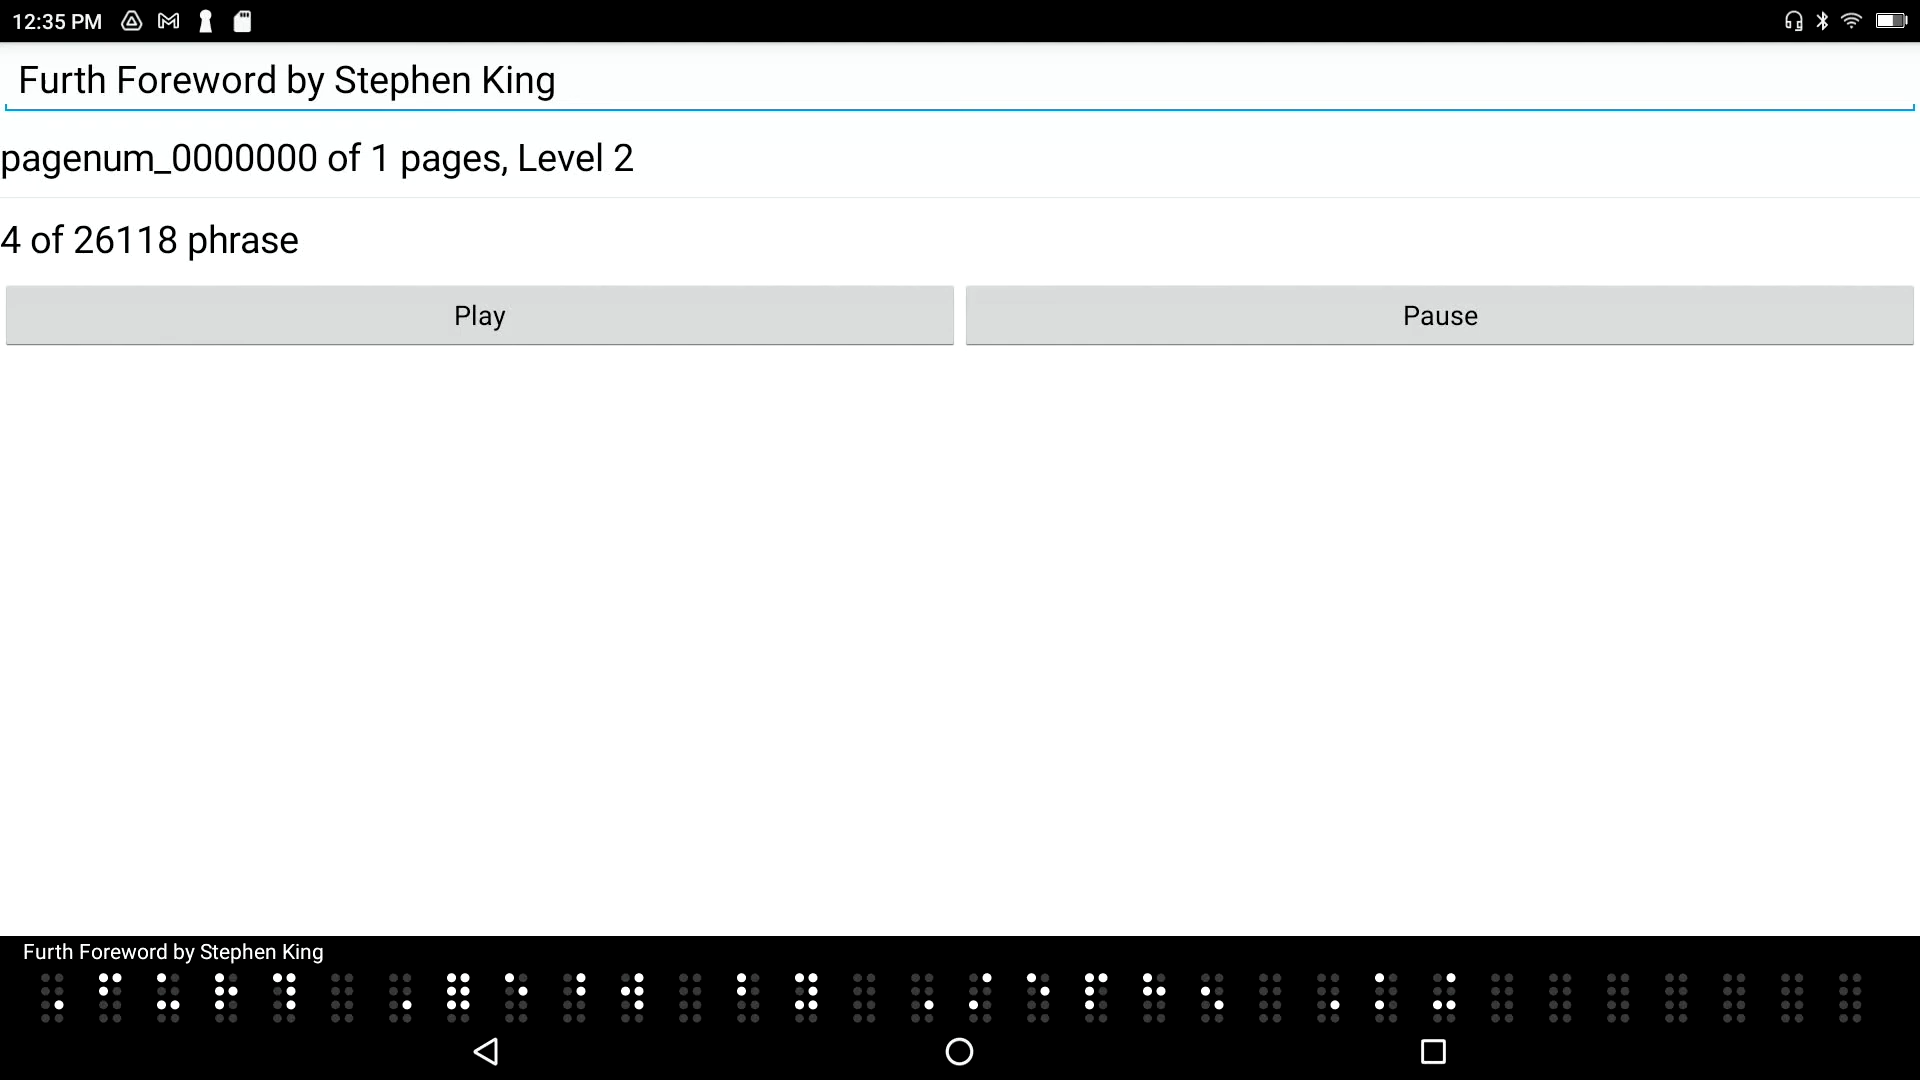 12:35 PM
Furth Foreword by Stephen King
pagenum_0000000 of 1 pages, Level 2
4 of 26118 phrase
Play
Pause
Furth Foreword by Stephen King